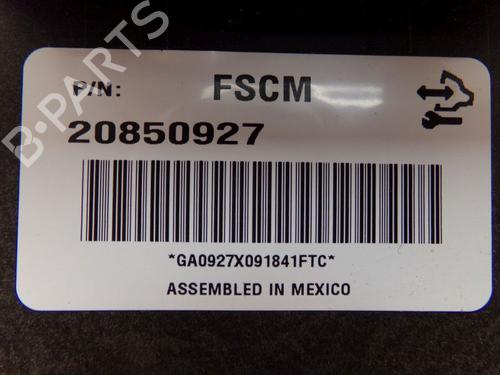 P/N: FSCM
20850927
*GA0927X091841FTC*
ASSEMBLED IN MEXICO
B-PARTS